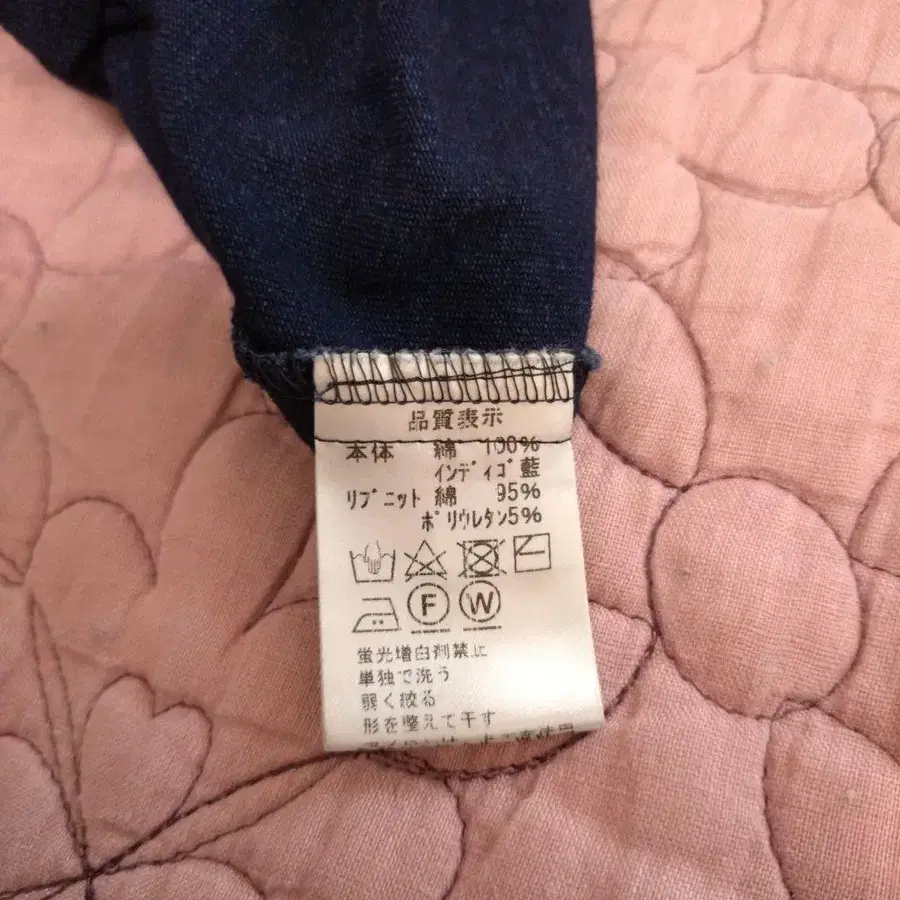 品質表示
本体 綿 100%
インディゴ藍
リブニット 綿 95%
ポリウレタン5%
F W
蛍光増白剤禁止
単独で洗う
弱く絞る
形を整えて干す